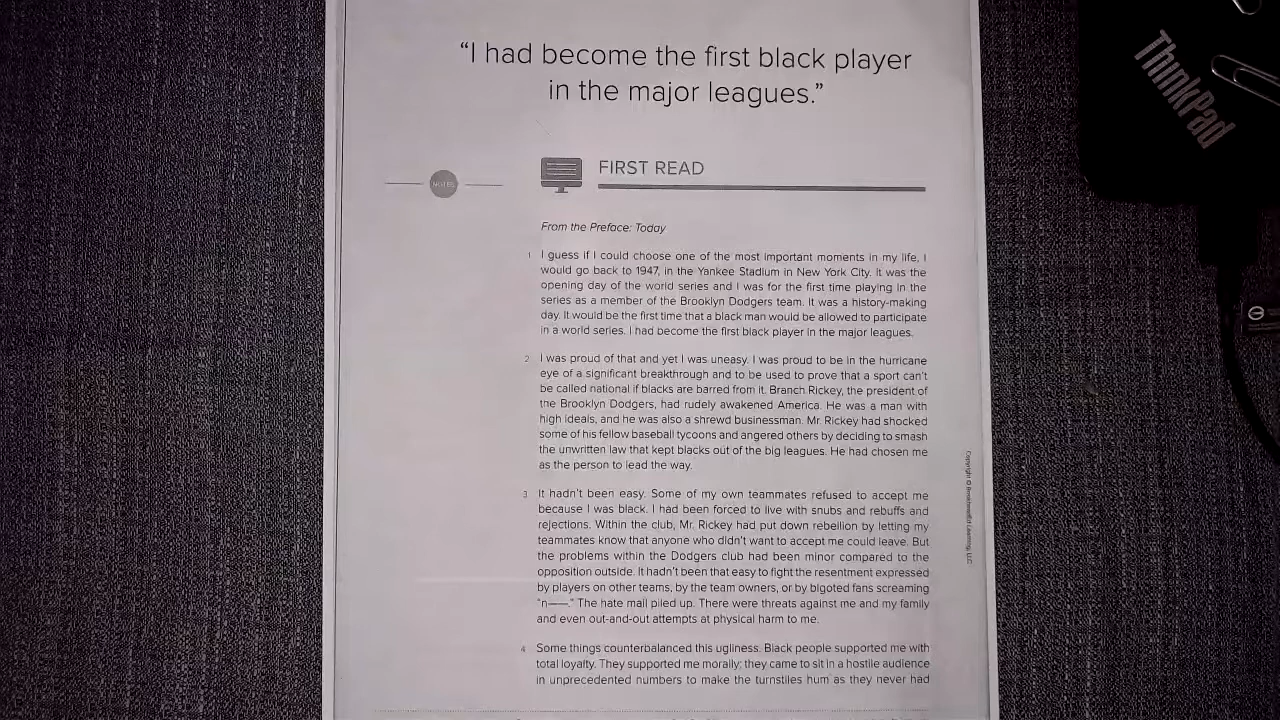 "I had become the first black player
in the major leagues."
NOTES
FIRST READ
From the Preface: Today
1 I guess if I could choose one of the most important moments in my life, I
would go back to 1947, in the Yankee Stadium in New York City. It was the
opening day of the world series and I was for the first time playing in the
series as a member of the Brooklyn Dodgers team. It was a history-making
day. It would be the first time that a black man would be allowed to participate
in a world series. I had become the first black player in the major leagues.
2 I was proud of that and yet I was uneasy. I was proud to be in the hurricane
eye of a significant breakthrough and to be used to prove that a sport can't
be called national if blacks are barred from it. Branch Rickey, the president of
the Brooklyn Dodgers, had rudely awakened America. He was a man with
high ideals, and he was also a shrewd businessman. Mr. Rickey had shocked
some of his fellow baseball tycoons and angered others by deciding to smash
the unwritten law that kept blacks out of the big leagues. He had chosen me
as the person to lead the way.
3 It hadn't been easy. Some of my own teammates refused to accept me
because I was black. I had been forced to live with snubs and rebuffs and
rejections. Within the club, Mr. Rickey had put down rebellion by letting my
teammates know that anyone who didn't want to accept me could leave. But
the problems within the Dodgers club had been minor compared to the
opposition outside. It hadn't been that easy to fight the resentment expressed
by players on other teams, by the team owners, or by bigoted fans screaming
"n——." The hate mail piled up. There were threats against me and my family
and even out-and-out attempts at physical harm to me.
4 Some things counterbalanced this ugliness. Black people supported me with
total loyalty. They supported me morally; they came to sit in a hostile audience
in unprecedented numbers to make the turnstiles hum as they never had
Copyright © BookheadEd Learning, LLC
ThinkPad